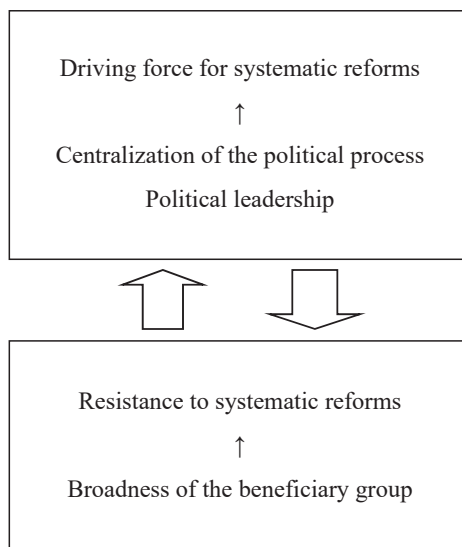 Driving force for systematic reforms
↑
Centralization of the political process
Political leadership
Resistance to systematic reforms
↑
Broadness of the beneficiary group